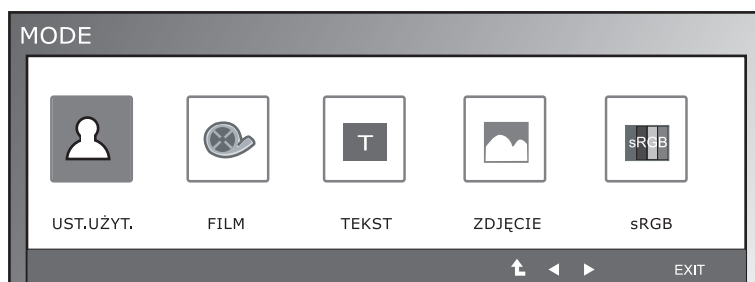 MODE
T
sRGB
UST.UŻYT. FILM TEKST ZDJĘCIE sRGB
EXIT